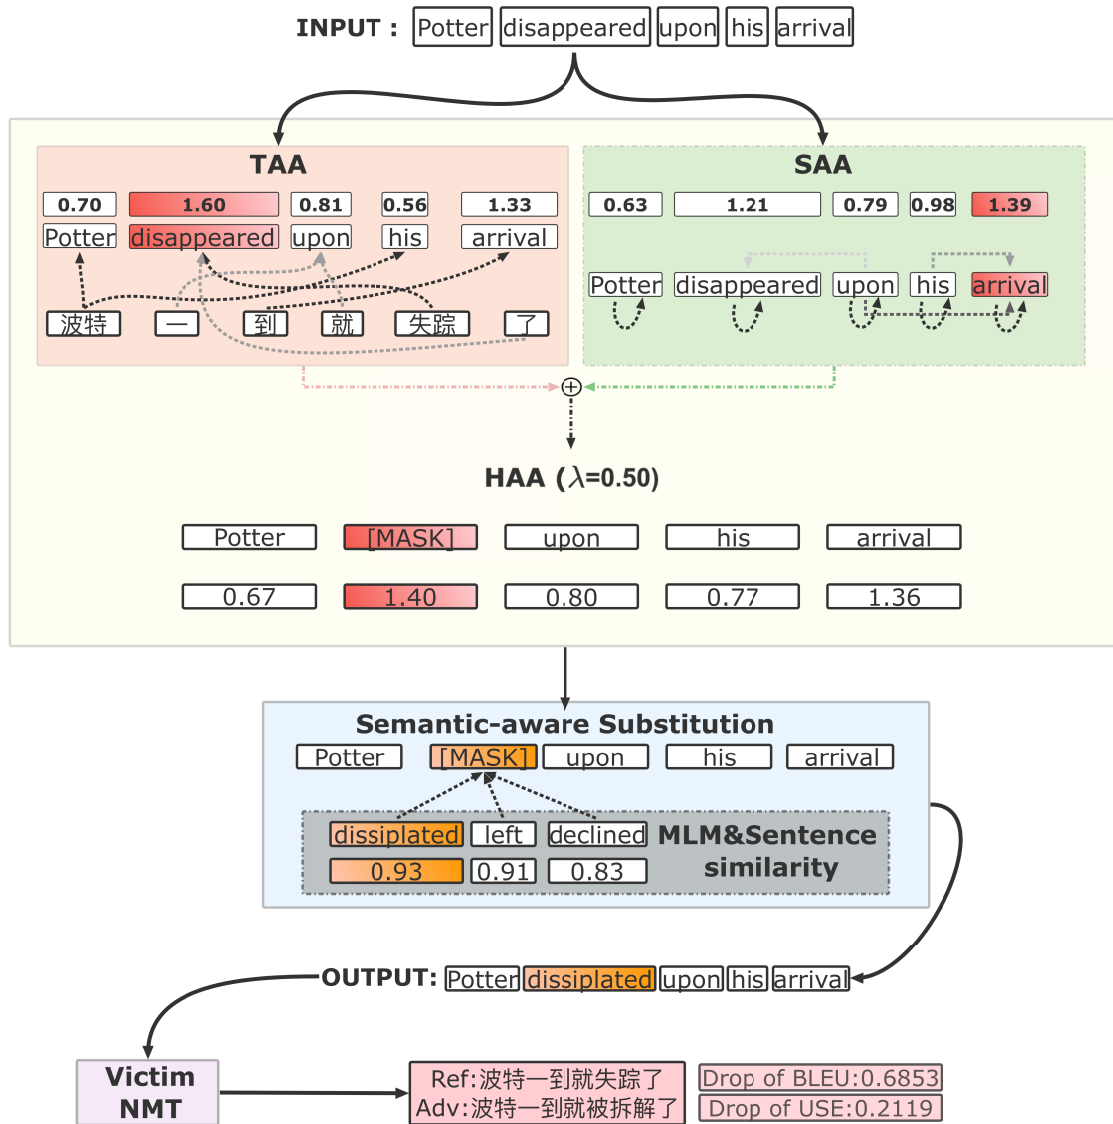 INPUT : Potter disappeared upon his arrival
TAA
0.70 1.60 0.81 0.56 1.33
Potter disappeared upon his arrival
波特 一 到 就 失踪 了
SAA
0.63 1.21 0.79 0.98 1.39
Potter disappeared upon his arrival
HAA (λ=0.50)
Potter [MASK] upon his arrival
0.67 1.40 0.80 0.77 1.36
Semantic-aware Substitution
Potter [MASK] upon his arrival
dissiplated left declined
0.93 0.91 0.83
MLM&Sentence
similarity
OUTPUT: Potter dissiplated upon his arrival
Victim
NMT
Ref:波特一到就失踪了
Adv:波特一到就被拆解了
Drop of BLEU:0.6853
Drop of USE:0.2119